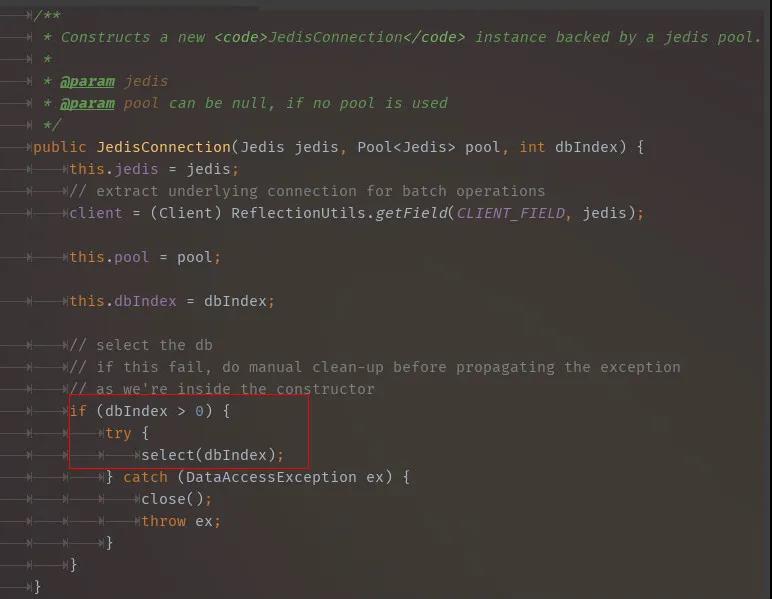 /**
* Constructs a new <code>JedisConnection</code> instance backed by a jedis pool.
*
* @param jedis
* @param pool can be null, if no pool is used
*/
public JedisConnection(Jedis jedis, Pool<Jedis> pool, int dbIndex) {
this.jedis = jedis;
// extract underlying connection for batch operations
client = (Client) ReflectionUtils.getField(CLIENT_FIELD, jedis);
this.pool = pool;
this.dbIndex = dbIndex;
// select the db
// if this fail, do manual clean-up before propagating the exception
// as we're inside the constructor
if (dbIndex > 0) {
try {
select(dbIndex);
} catch (DataAccessException ex) {
close();
throw ex;
}
}
}